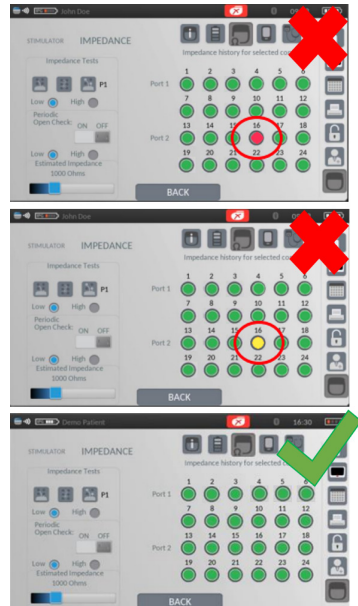 John Doe
STIMULATOR IMPEDANCE
Impedance Tests
Impedance history for selected
P1
Low High
Periodic
Open Check:
ON OFF
Low High
Estimated Impedance
1000 Ohms
1 2 3 4 5 6
Port 1
7 8 9 10 11 12
13 14 15 16 17 18
Port 2
19 20 21 22 23 24
BACK
John Doe
STIMULATOR IMPEDANCE
Impedance Tests
Impedance history for selected
P1
Low High
Periodic
Open Check:
ON OFF
Low High
Estimated Impedance
1000 Ohms
1 2 3 4 5 6
Port 1
7 8 9 10 11 12
13 14 15 16 17 18
Port 2
19 20 21 22 23 24
BACK
Demo Patient 16:30
STIMULATOR IMPEDANCE
Impedance Tests
Impedance history for selected
P1
Low High
Periodic
Open Check:
ON OFF
Low High
Estimated Impedance
1000 Ohms
1 2 3 4 5 6
Port 1
7 8 9 10 11 12
13 14 15 16 17 18
Port 2
19 20 21 22 23 24
BACK